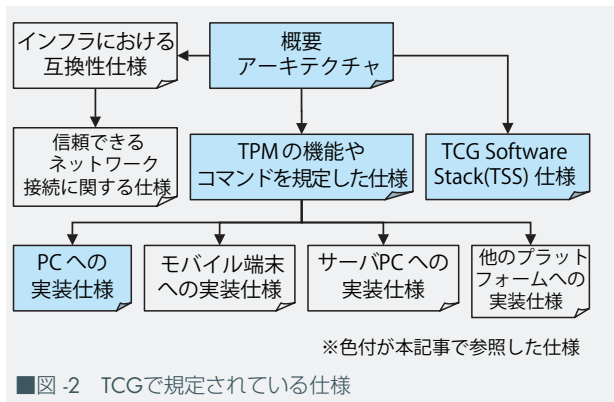 インフラにおける
互換性仕様
概要
アーキテクチャ
信頼できる
ネットワーク
接続に関する仕様
TPMの機能や
コマンドを規定した仕様
TCG Software
Stack(TSS) 仕様
PC への
実装仕様
モバイル端末
への実装仕様
サーバPC への
実装仕様
他のプラット
フォームへの
実装仕様
※色付が本記事で参照した仕様
■図 -2 TCGで規定されている仕様